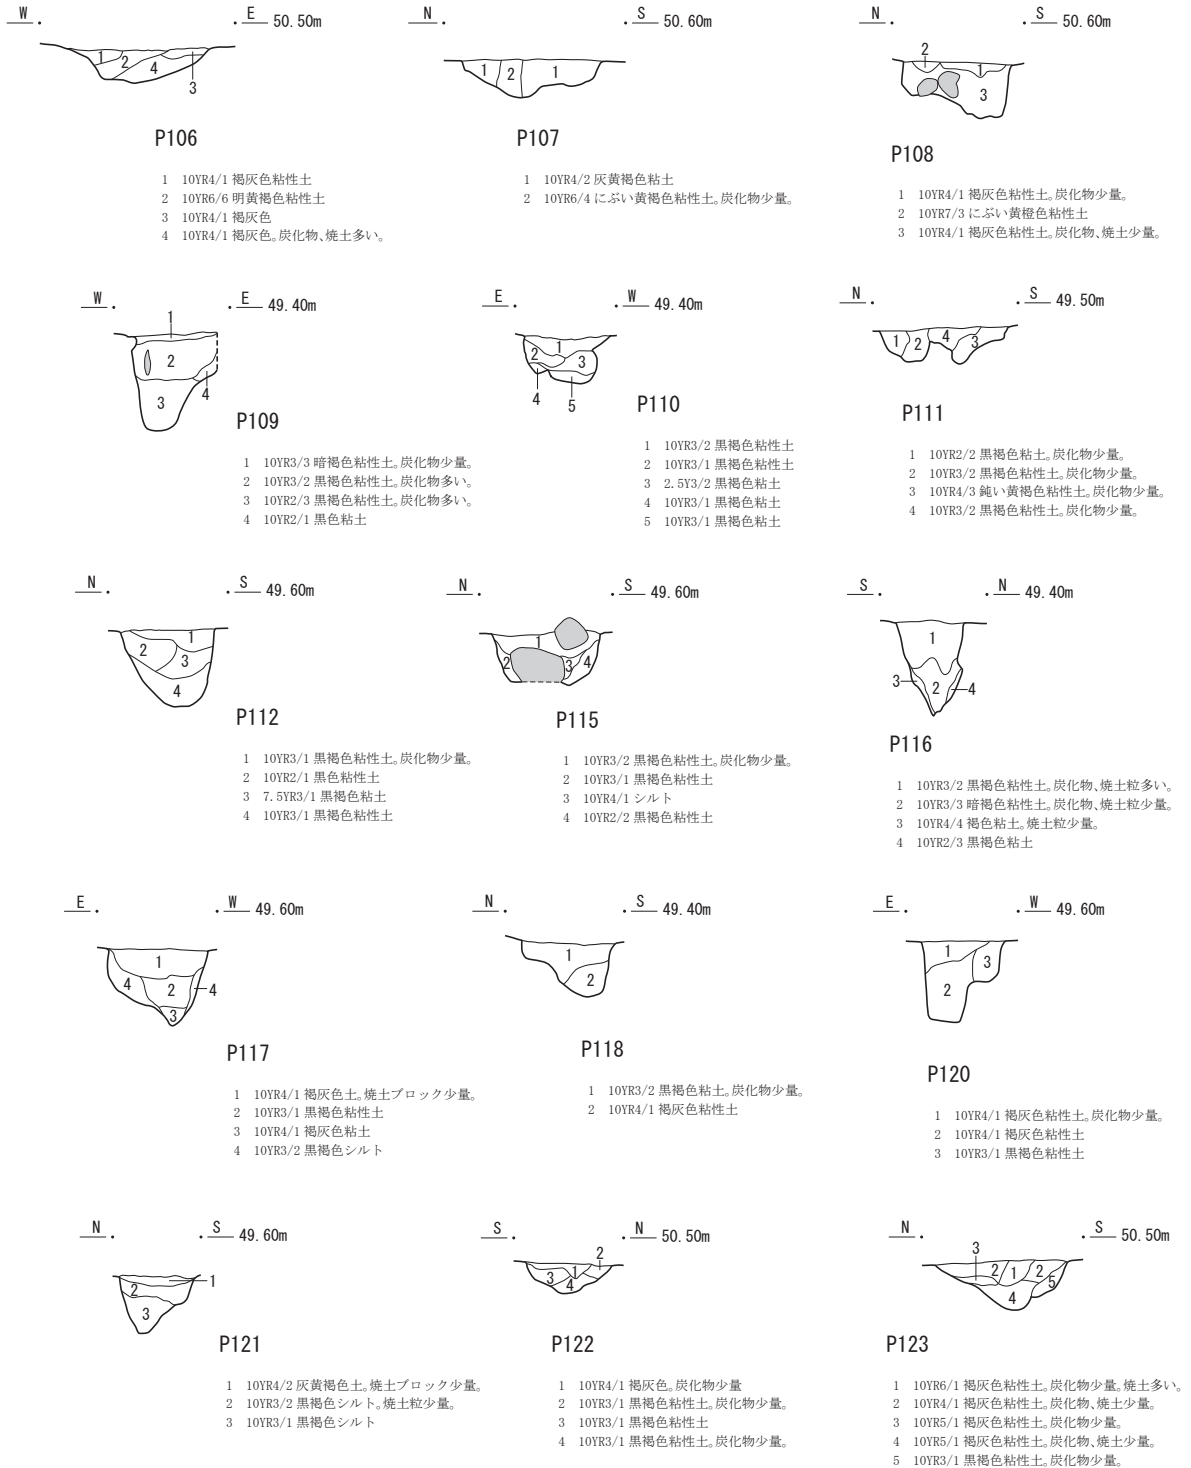 W E 50.50m
1 2 4
3
P106
1 10YR4/1 褐灰色粘性土
2 10YR6/6 明黄褐色粘性土
3 10YR4/1 褐灰色
4 10YR4/1 褐灰色。炭化物、焼土多い。
N S 50.60m
1 2 1
P107
1 10YR4/2 灰黄褐色粘土
2 10YR6/4 にぶい黄褐色粘性土。炭化物少量。
N S 50.60m
2
1
3
P108
1 10YR4/1 褐灰色粘性土。炭化物少量。
2 10YR7/3 にぶい黄橙色粘性土
3 10YR4/1 褐灰色粘性土。炭化物、焼土少量。
W E 49.40m
1
2
3 4
P109
1 10YR3/3 暗褐色粘性土。炭化物少量。
2 10YR3/2 黒褐色粘性土。炭化物多い。
3 10YR2/3 黒褐色粘性土。炭化物多い。
4 10YR2/1 黒色粘土
E W 49.40m
1
2 3
4 5
P110
1 10YR3/2 黒褐色粘性土
2 10YR3/1 黒褐色粘性土
3 2.5Y3/2 黒褐色粘土
4 10YR3/1 黒褐色粘土
5 10YR3/1 黒褐色粘土
N S 49.50m
1 2 4 3
P111
1 10YR2/2 黒褐色粘土。炭化物少量。
2 10YR3/2 黒褐色粘性土。炭化物少量。
3 10YR4/3 鈍い黄褐色粘性土。炭化物少量。
4 10YR3/2 黒褐色粘性土。炭化物少量。
N S 49.60m
1
2 3
4
P112
1 10YR3/1 黒褐色粘性土。炭化物少量。
2 10YR2/1 黒色粘性土
3 7.5YR3/1 黒褐色粘土
4 10YR3/1 黒褐色粘性土
N S 49.60m
1
2 3 4
P115
1 10YR3/2 黒褐色粘性土。炭化物少量。
2 10YR3/1 黒褐色粘性土
3 10YR4/1 シルト
4 10YR2/2 黒褐色粘性土
S N 49.40m
1
3 2 4
P116
1 10YR3/2 黒褐色粘性土。炭化物、焼土粒多い。
2 10YR3/3 暗褐色粘性土。炭化物、焼土粒少量。
3 10YR4/4 褐色粘土。焼土粒少量。
4 10YR2/3 黒褐色粘土
E W 49.60m
1
4 2 4
3
P117
1 10YR4/1 褐灰色土。焼土ブロック少量。
2 10YR3/1 黒褐色粘性土
3 10YR4/1 褐灰色粘土
4 10YR3/2 黒褐色シルト
N S 49.40m
1
2
P118
1 10YR3/2 黒褐色粘土。炭化物少量。
2 10YR4/1 褐灰色粘性土
E W 49.60m
1
3
2
P120
1 10YR4/1 褐灰色粘性土。炭化物少量。
2 10YR4/1 褐灰色粘性土
3 10YR3/1 黒褐色粘性土
N S 49.60m
1
2
3
P121
1 10YR4/2 灰黄褐色土。焼土ブロック少量。
2 10YR3/2 黒褐色シルト。焼土粒少量。
3 10YR3/1 黒褐色シルト
S N 50.50m
2
3 1
4
P122
1 10YR4/1 褐灰色。炭化物少量
2 10YR3/1 黒褐色粘性土。炭化物少量。
3 10YR3/1 黒褐色粘性土
4 10YR3/1 黒褐色粘性土。炭化物少量。
N S 50.50m
3
2 1 2
4 5
P123
1 10YR6/1 褐灰色粘性土。炭化物少量。焼土多い。
2 10YR4/1 褐灰色粘性土。炭化物、焼土少量。
3 10YR5/1 褐灰色粘性土。炭化物少量。
4 10YR5/1 褐灰色粘性土。炭化物、焼土少量。
5 10YR3/1 黒褐色粘性土。炭化物少量。